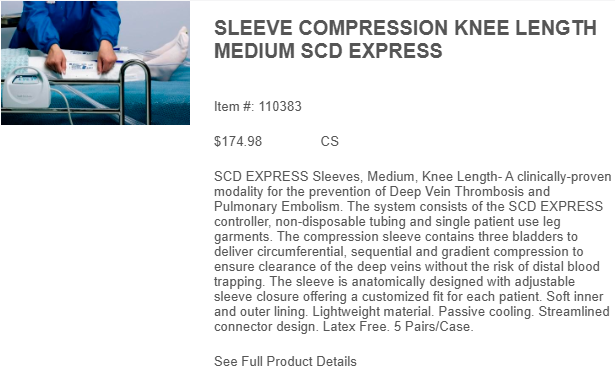 SLEEVE COMPRESSION KNEE LENGTH
MEDIUM SCD EXPRESS
Item #: 110383
$174.98 CS
SCD EXPRESS Sleeves, Medium, Knee Length- A clinically-proven
modality for the prevention of Deep Vein Thrombosis and
Pulmonary Embolism. The system consists of the SCD EXPRESS
controller, non-disposable tubing and single patient use leg
garments. The compression sleeve contains three bladders to
deliver circumferential, sequential and gradient compression to
ensure clearance of the deep veins without the risk of distal blood
trapping. The sleeve is anatomically designed with adjustable
sleeve closure offering a customized fit for each patient. Soft inner
and outer lining. Lightweight material. Passive cooling. Streamlined
connector design. Latex Free. 5 Pairs/Case.
See Full Product Details